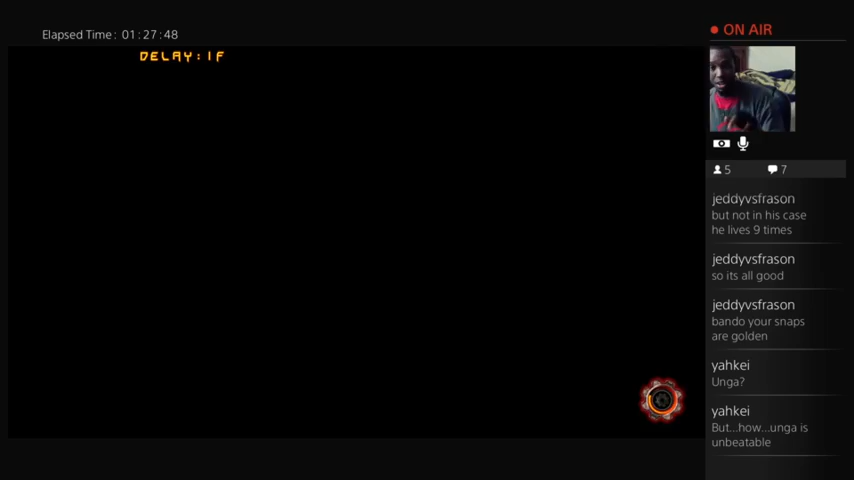 Elapsed Time: 01:27:48
ON AIR
DELAY: 1F
5
7
jeddyvsfrason
but not in his case
he lives 9 times
jeddyvsfrason
so its all good
jeddyvsfrason
bando your snaps
are golden
yahkei
Unga?
yahkei
But...how...unga is
unbeatable